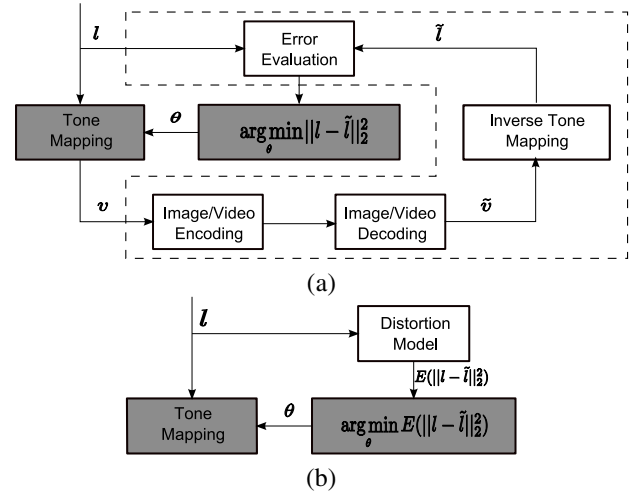 l
Error
Evaluation
l̃
Tone
Mapping
θ
arg min ||l − l̃||₂²
θ
Inverse Tone
Mapping
v
Image/Video
Encoding
Image/Video
Decoding
ṽ
(a)
l
Distortion
Model
E(||l − l̃||₂²)
Tone
Mapping
θ
arg min E(||l − l̃||₂²)
θ
(b)